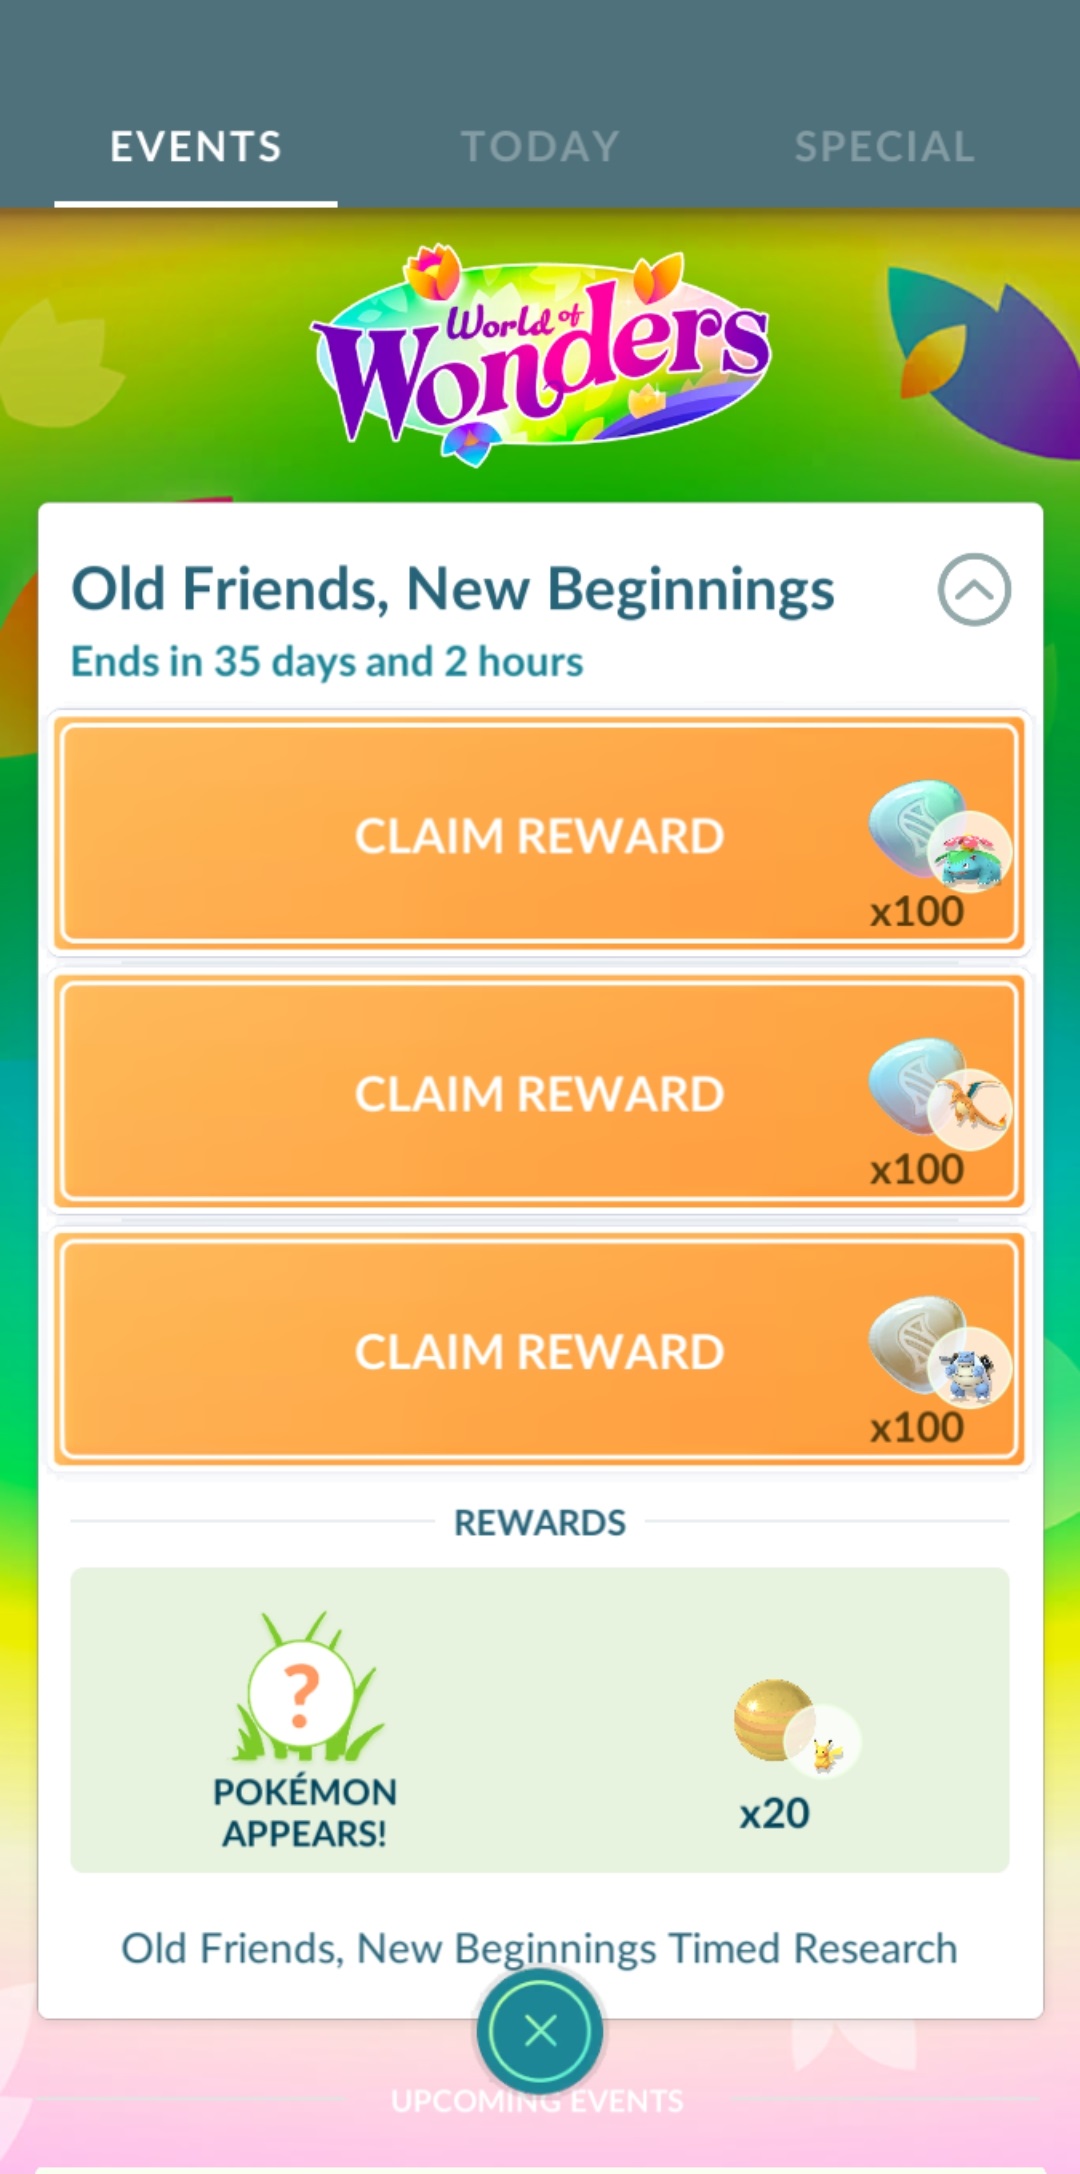 EVENTS TODAY SPECIAL
World of
Wonders
Old Friends, New Beginnings
Ends in 35 days and 2 hours
CLAIM REWARD
x100
CLAIM REWARD
x100
CLAIM REWARD
x100
REWARDS
?
POKÉMON
APPEARS!
x20
Old Friends, New Beginnings Timed Research
UPCOMING EVENTS